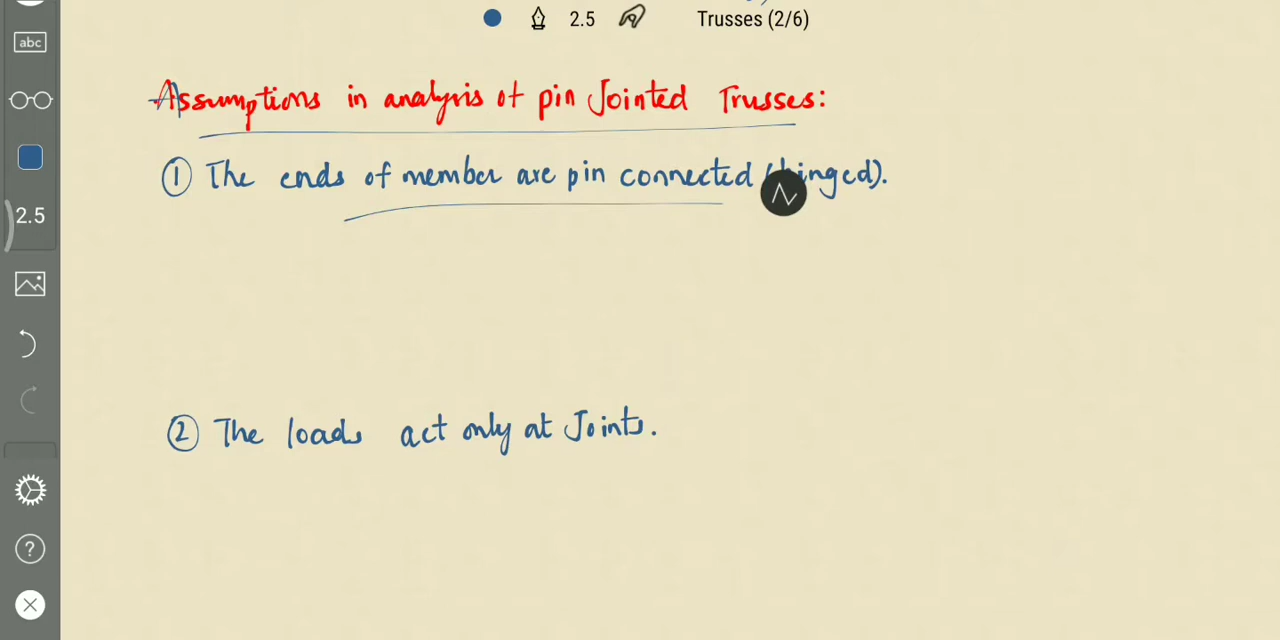 2.5 Trusses (2/6)
abc
Assumptions in analysis of pin Jointed Trusses:
① The ends of member are pin connected (hinged).
2.5
② The loads act only at Joints.
?